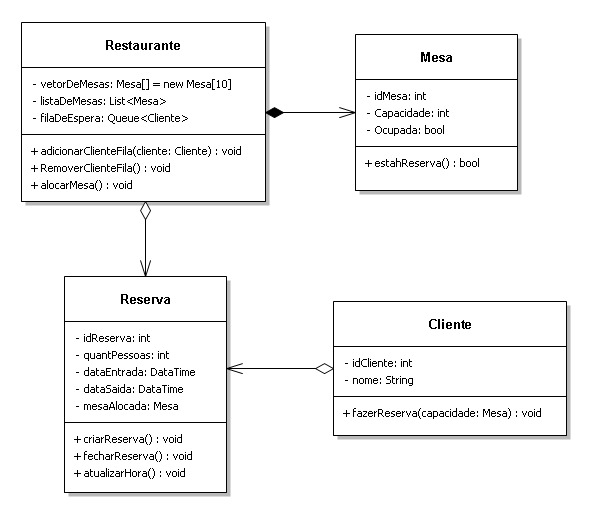 Restaurante
- vetorDeMesas: Mesa[] = new Mesa[10]
- listaDeMesas: List<Mesa>
- filaDeEspera: Queue<Cliente>
+ adicionarClienteFila(cliente: Cliente) : void
+ RemoverClienteFila() : void
+ alocarMesa() : void
Mesa
- idMesa: int
- Capacidade: int
- Ocupada: bool
+ estahReserva() : bool
Reserva
- idReserva: int
- quantPessoas: int
- dataEntrada: DataTime
- dataSaida: DataTime
- mesaAlocada: Mesa
+ criarReserva() : void
+ fecharReserva() : void
+ atualizarHora() : void
Cliente
- idCliente: int
- nome: String
+ fazerReserva(capacidade: Mesa) : void